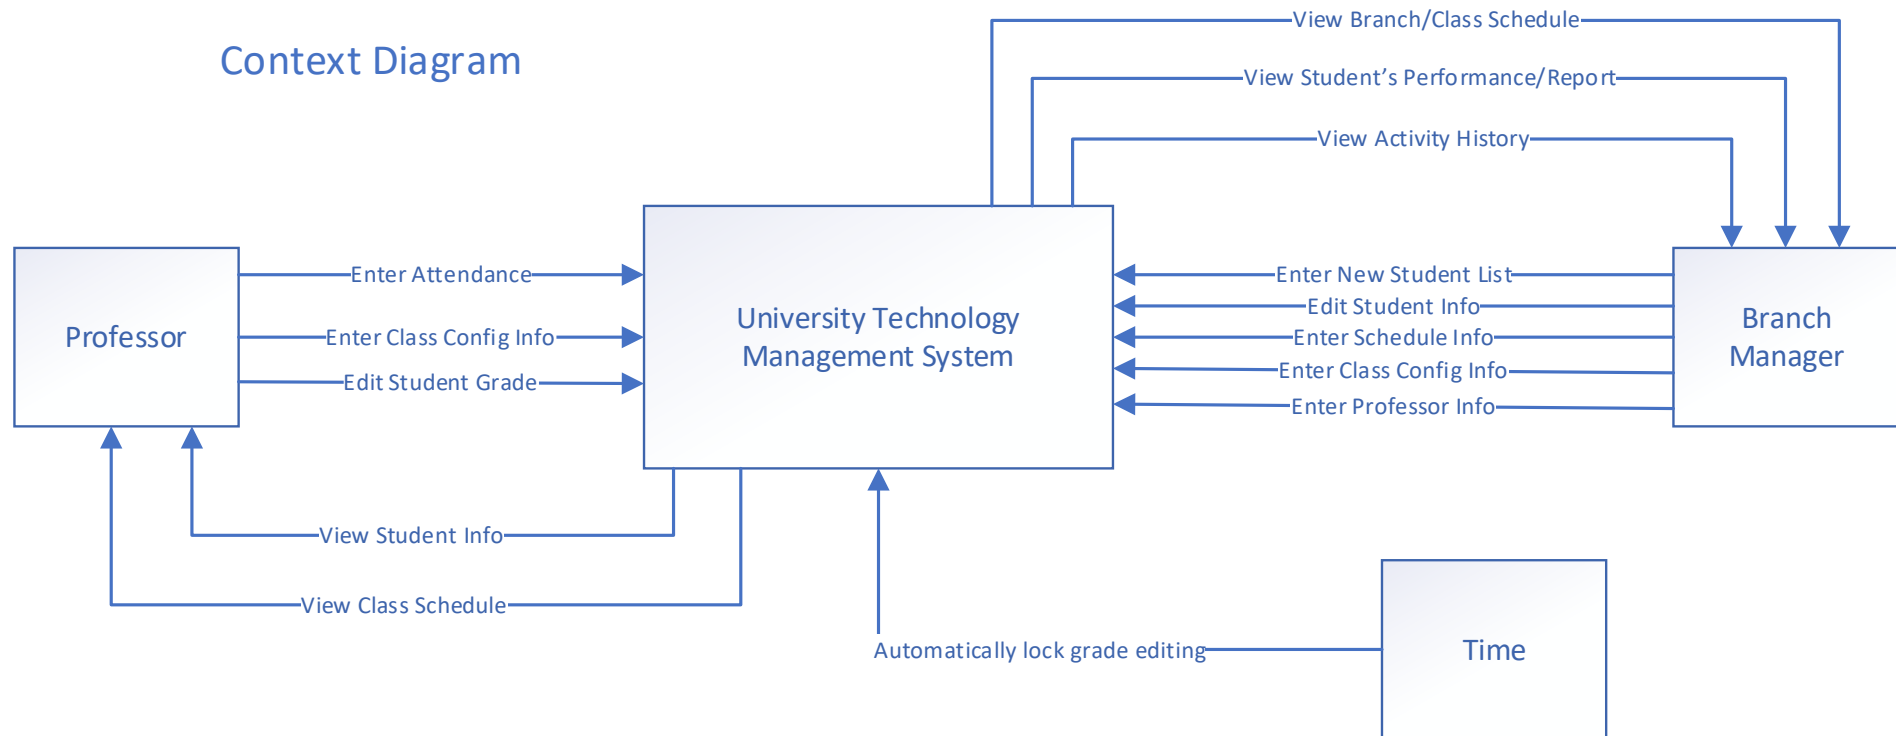 View Branch/Class Schedule
Context Diagram
View Student's Performance/Report
View Activity History
Enter Attendance
Enter New Student List
Edit Student Info
Professor
Enter Class Config Info
University Technology
Management System
Enter Schedule Info
Branch
Manager
Edit Student Grade
Enter Class Config Info
Enter Professor Info
View Student Info
View Class Schedule
Automatically lock grade editing
Time